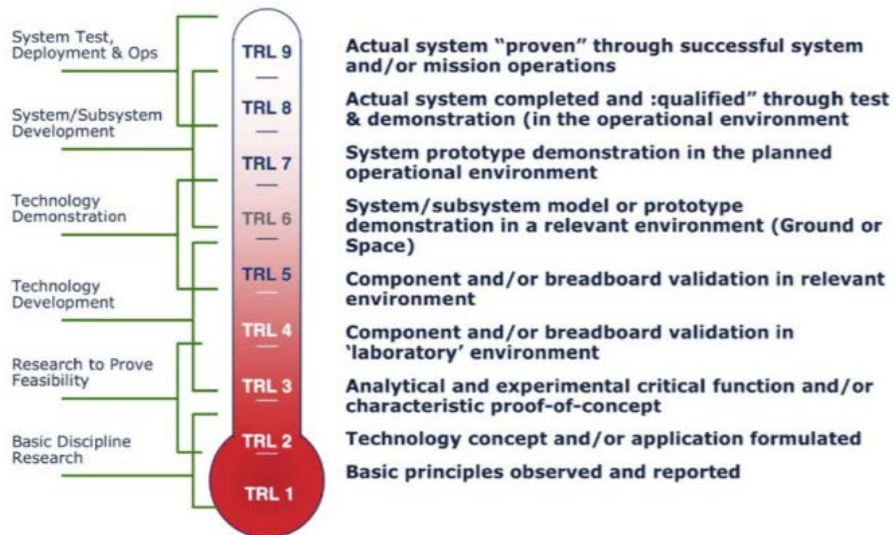 System Test,
Deployment & Ops
System/Subsystem
Development
Technology
Demonstration
Technology
Development
Research to Prove
Feasibility
Basic Discipline
Research
TRL 9
TRL 8
TRL 7
TRL 6
TRL 5
TRL 4
TRL 3
TRL 2
TRL 1
Actual system “proven” through successful system
and/or mission operations
Actual system completed and :qualified” through test
& demonstration (in the operational environment
System prototype demonstration in the planned
operational environment
System/subsystem model or prototype
demonstration in a relevant environment (Ground or
Space)
Component and/or breadboard validation in relevant
environment
Component and/or breadboard validation in
‘laboratory’ environment
Analytical and experimental critical function and/or
characteristic proof-of-concept
Technology concept and/or application formulated
Basic principles observed and reported